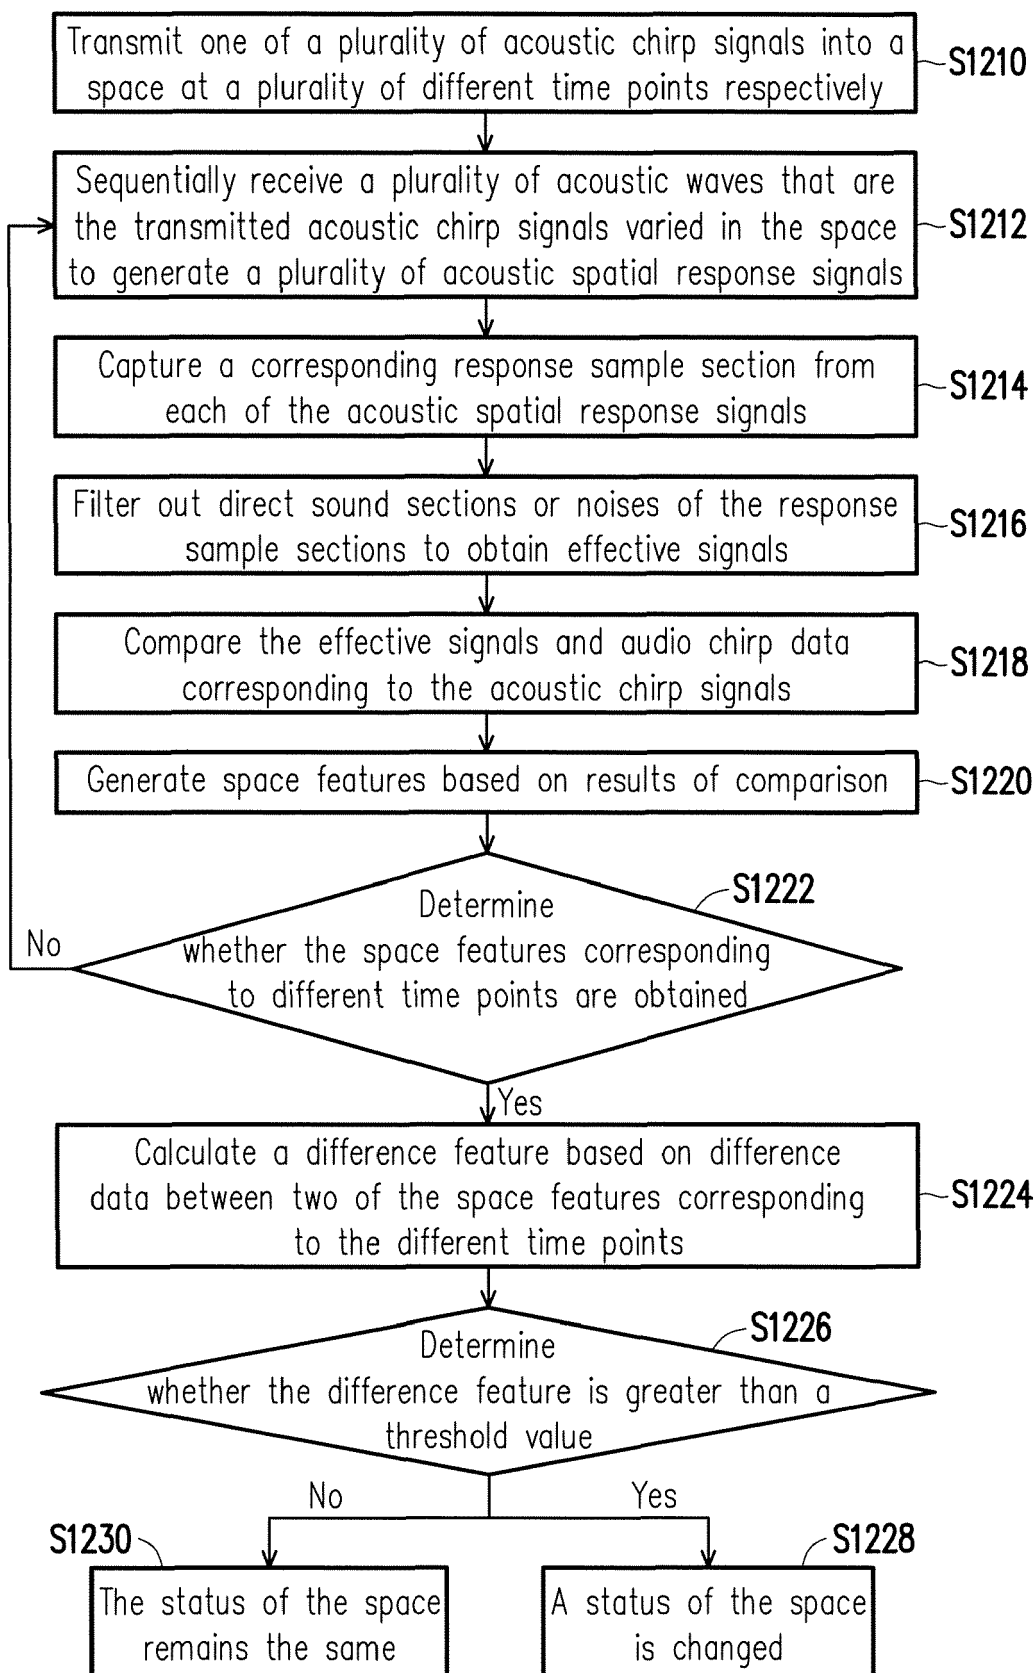 Transmit one of a plurality of acoustic chirp signals into a
space at a plurality of different time points respectively
S1210
Sequentially receive a plurality of acoustic waves that are
the transmitted acoustic chirp signals varied in the space
to generate a plurality of acoustic spatial response signals
S1212
Capture a corresponding response sample section from
each of the acoustic spatial response signals
S1214
Filter out direct sound sections or noises of the response
sample sections to obtain effective signals
S1216
Compare the effective signals and audio chirp data
corresponding to the acoustic chirp signals
S1218
Generate space features based on results of comparison
S1220
S1222
Determine
whether the space features corresponding
to different time points are obtained
No
Yes
Calculate a difference feature based on difference
data between two of the space features corresponding
to the different time points
S1224
S1226
Determine
whether the difference feature is greater than a
threshold value
No
Yes
S1230
The status of the space
remains the same
S1228
A status of the space
is changed